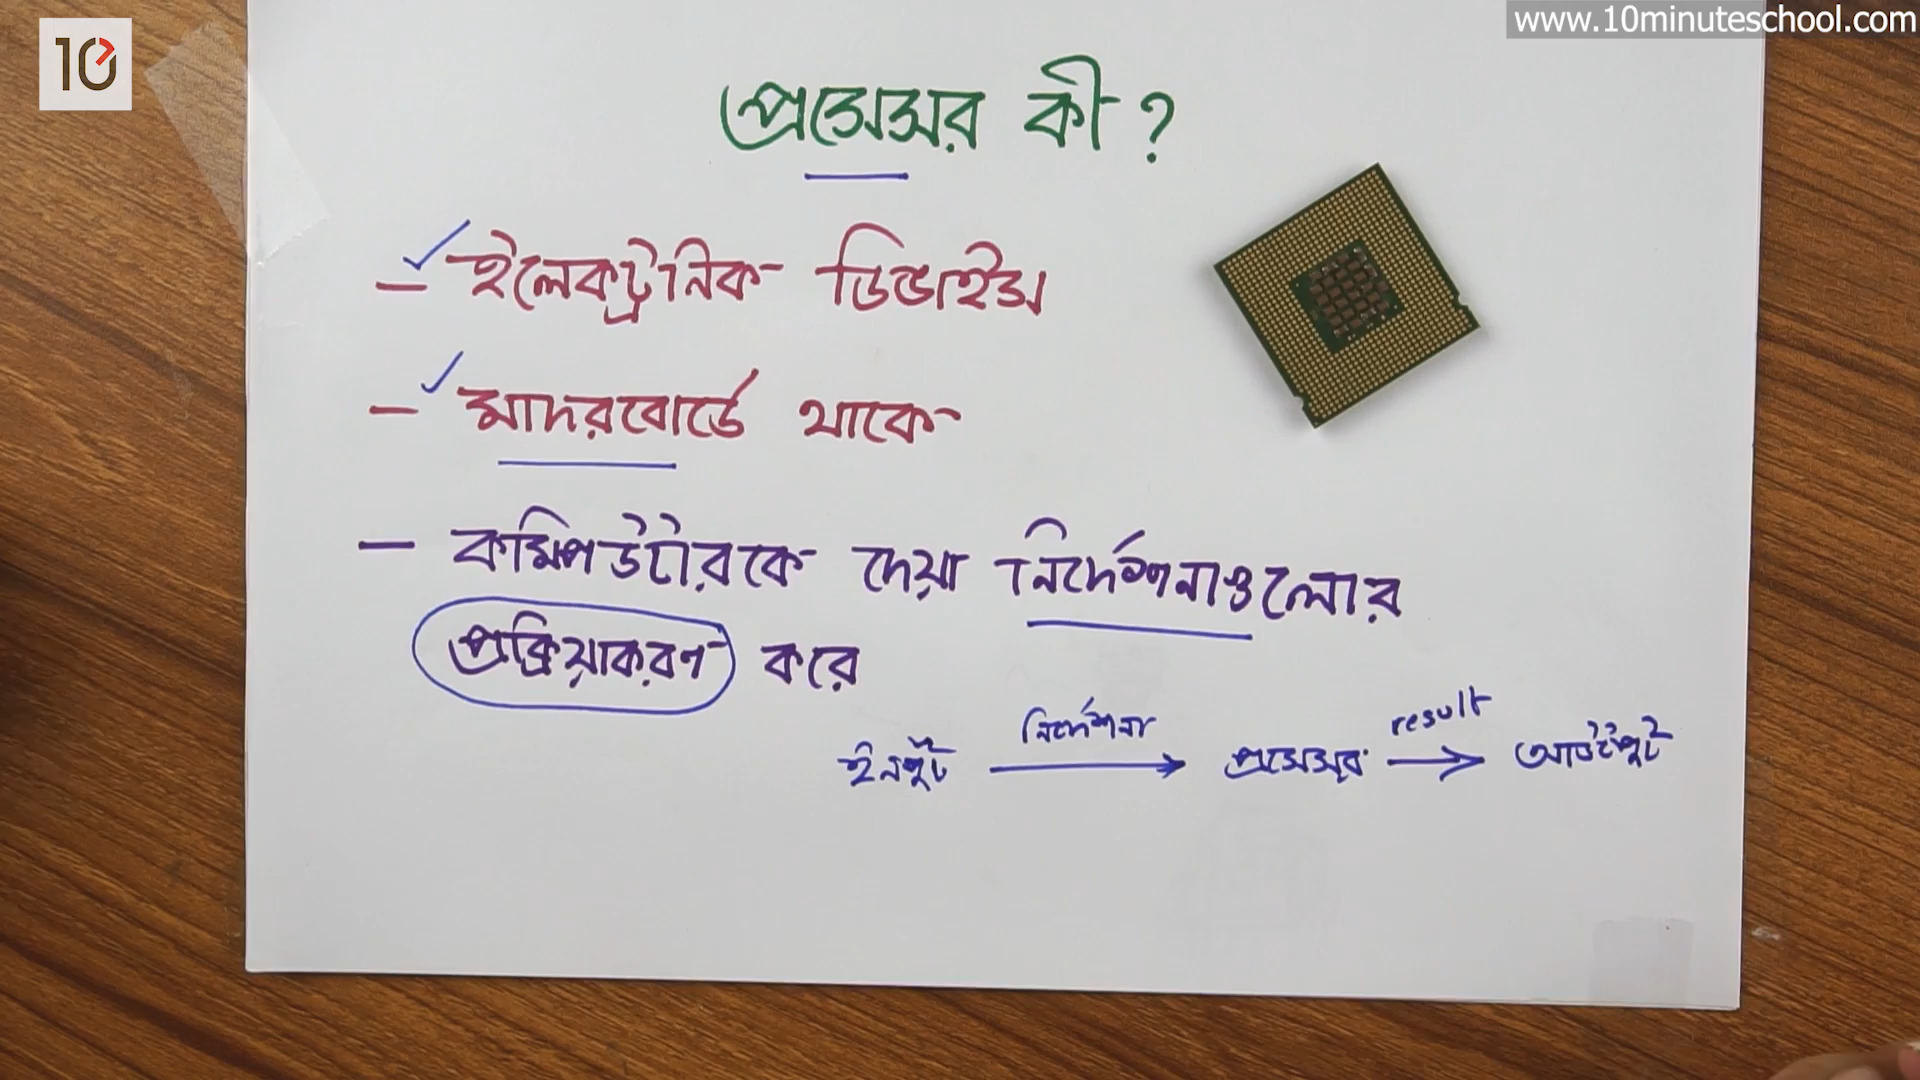 www.10minuteschool.com
10
প্রসেসর কী?
- ইলেকট্রনিক ডিভাইস
- মাদরবোর্ডে থাকে
- কম্পিউটারকে দেয়া নির্দেশনাগুলোর
প্রক্রিয়াকরণ করে
ইনপুট নির্দেশনা → প্রসেসর result → আউটপুট